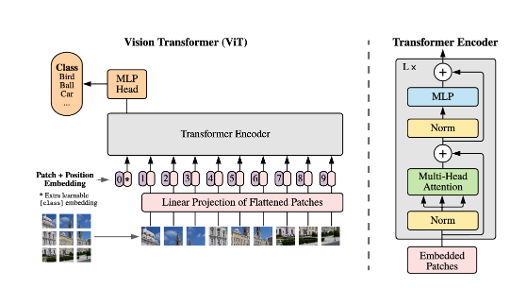 Vision Transformer (ViT)
Class
Bird
Ball
Car
...
MLP
Head
Transformer Encoder
Patch + Position
Embedding
* Extra learnable
[class] embedding
0 * 1 2 3 4 5 6 7 8 9
Linear Projection of Flattened Patches
Transformer Encoder
L x
+
MLP
Norm
+
Multi-Head
Attention
Norm
Embedded
Patches